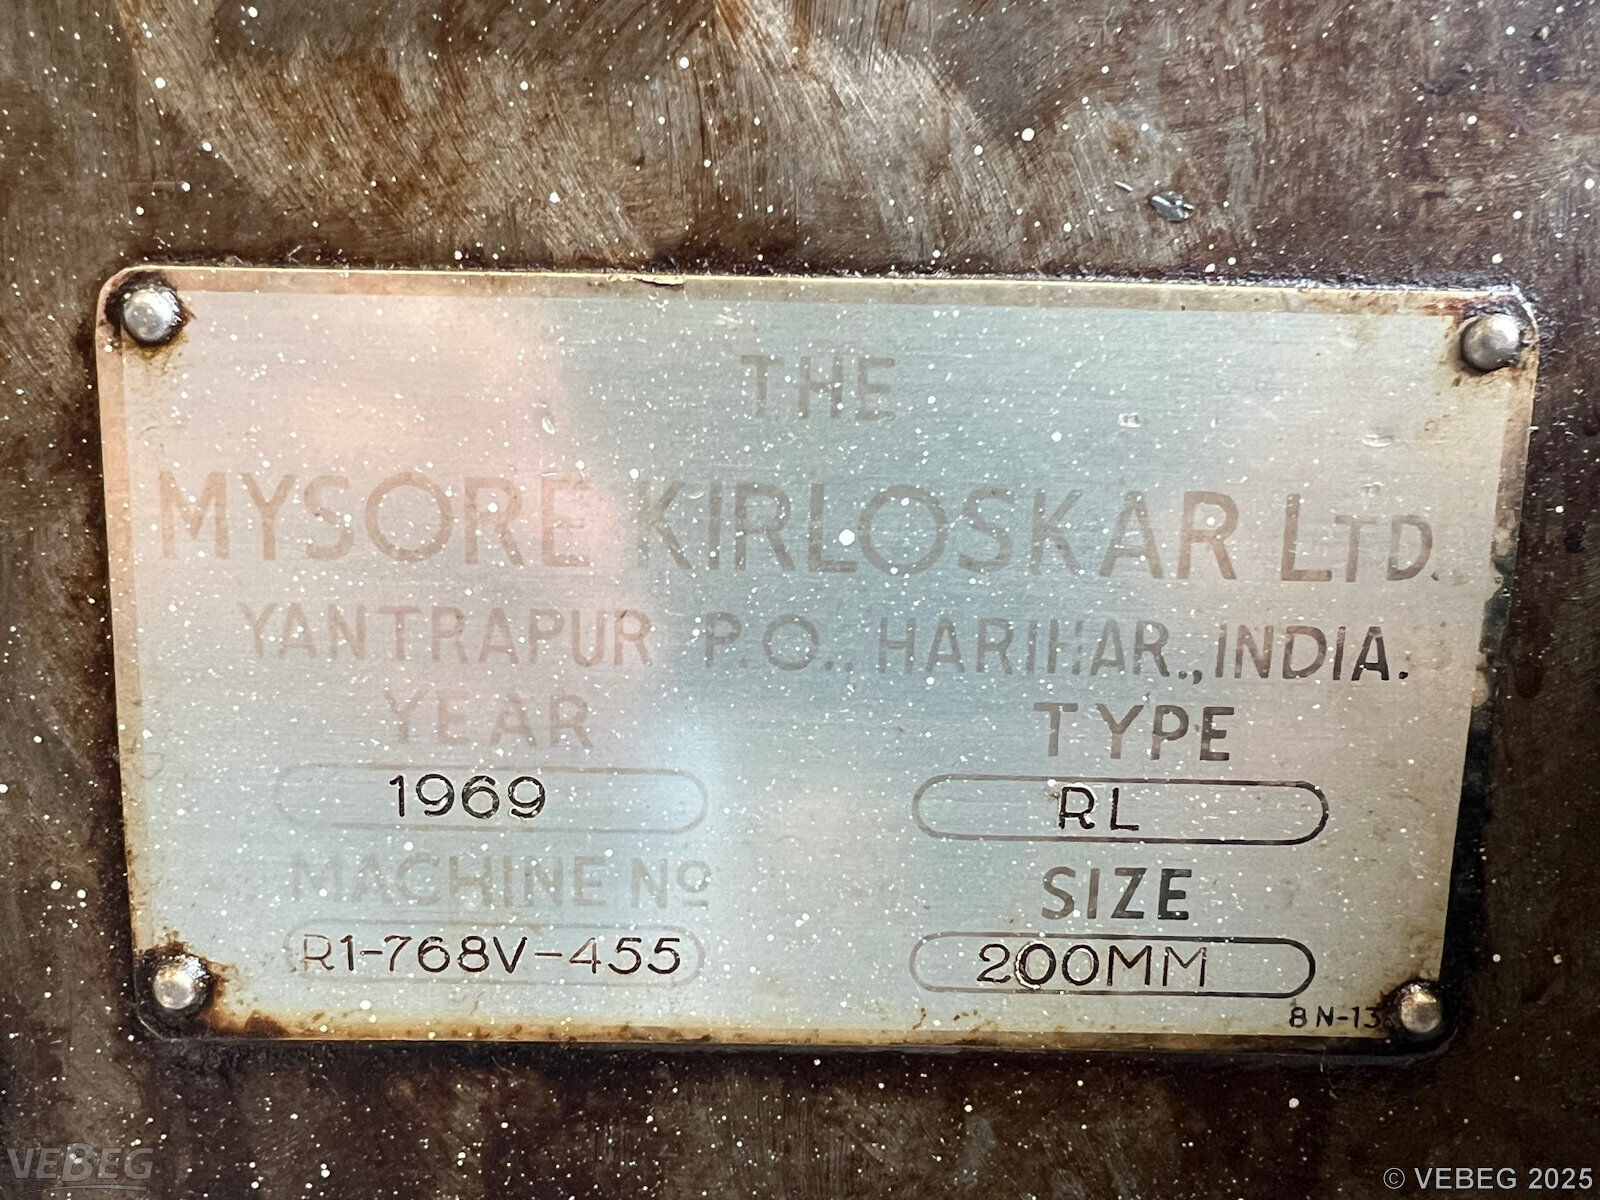 THE
MYSORE KIRLOSKAR LTD.
YANTRAPUR P.O., HARIHAR., INDIA.
YEAR TYPE
1969 RL
MACHINE Nº SIZE
R1-768V-455 200MM
8N-13
VEBEG
© VEBEG 2025